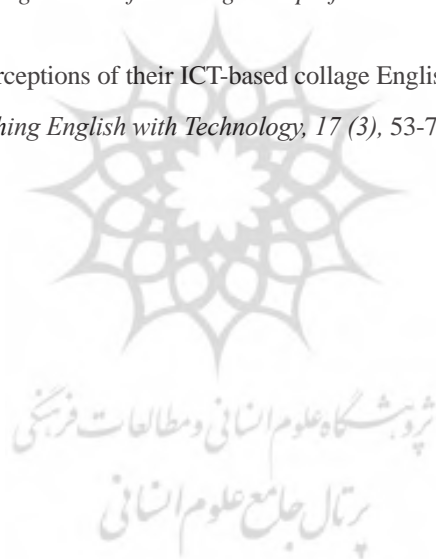 rceptions of their ICT-based collage Englis
hing English with Technology, 17 (3), 53-7
پژوهشگاه علوم انسانی و مطالعات فرهنگی
پرتال جامع علوم انسانی